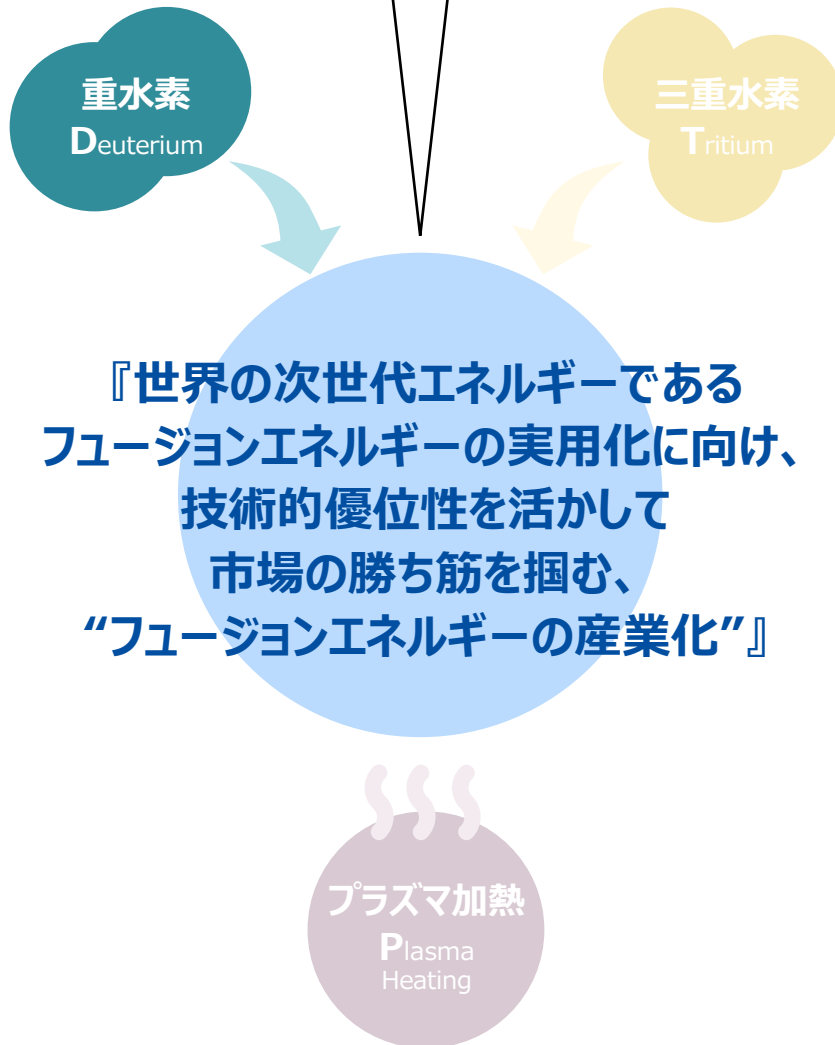 重水素
Deuterium
三重水素
Tritium
『世界の次世代エネルギーである
フュージョンエネルギーの実用化に向け、
技術的優位性を活かして
市場の勝ち筋を掴む、
“フュージョンエネルギーの産業化”』
プラズマ加熱
Plasma
Heating